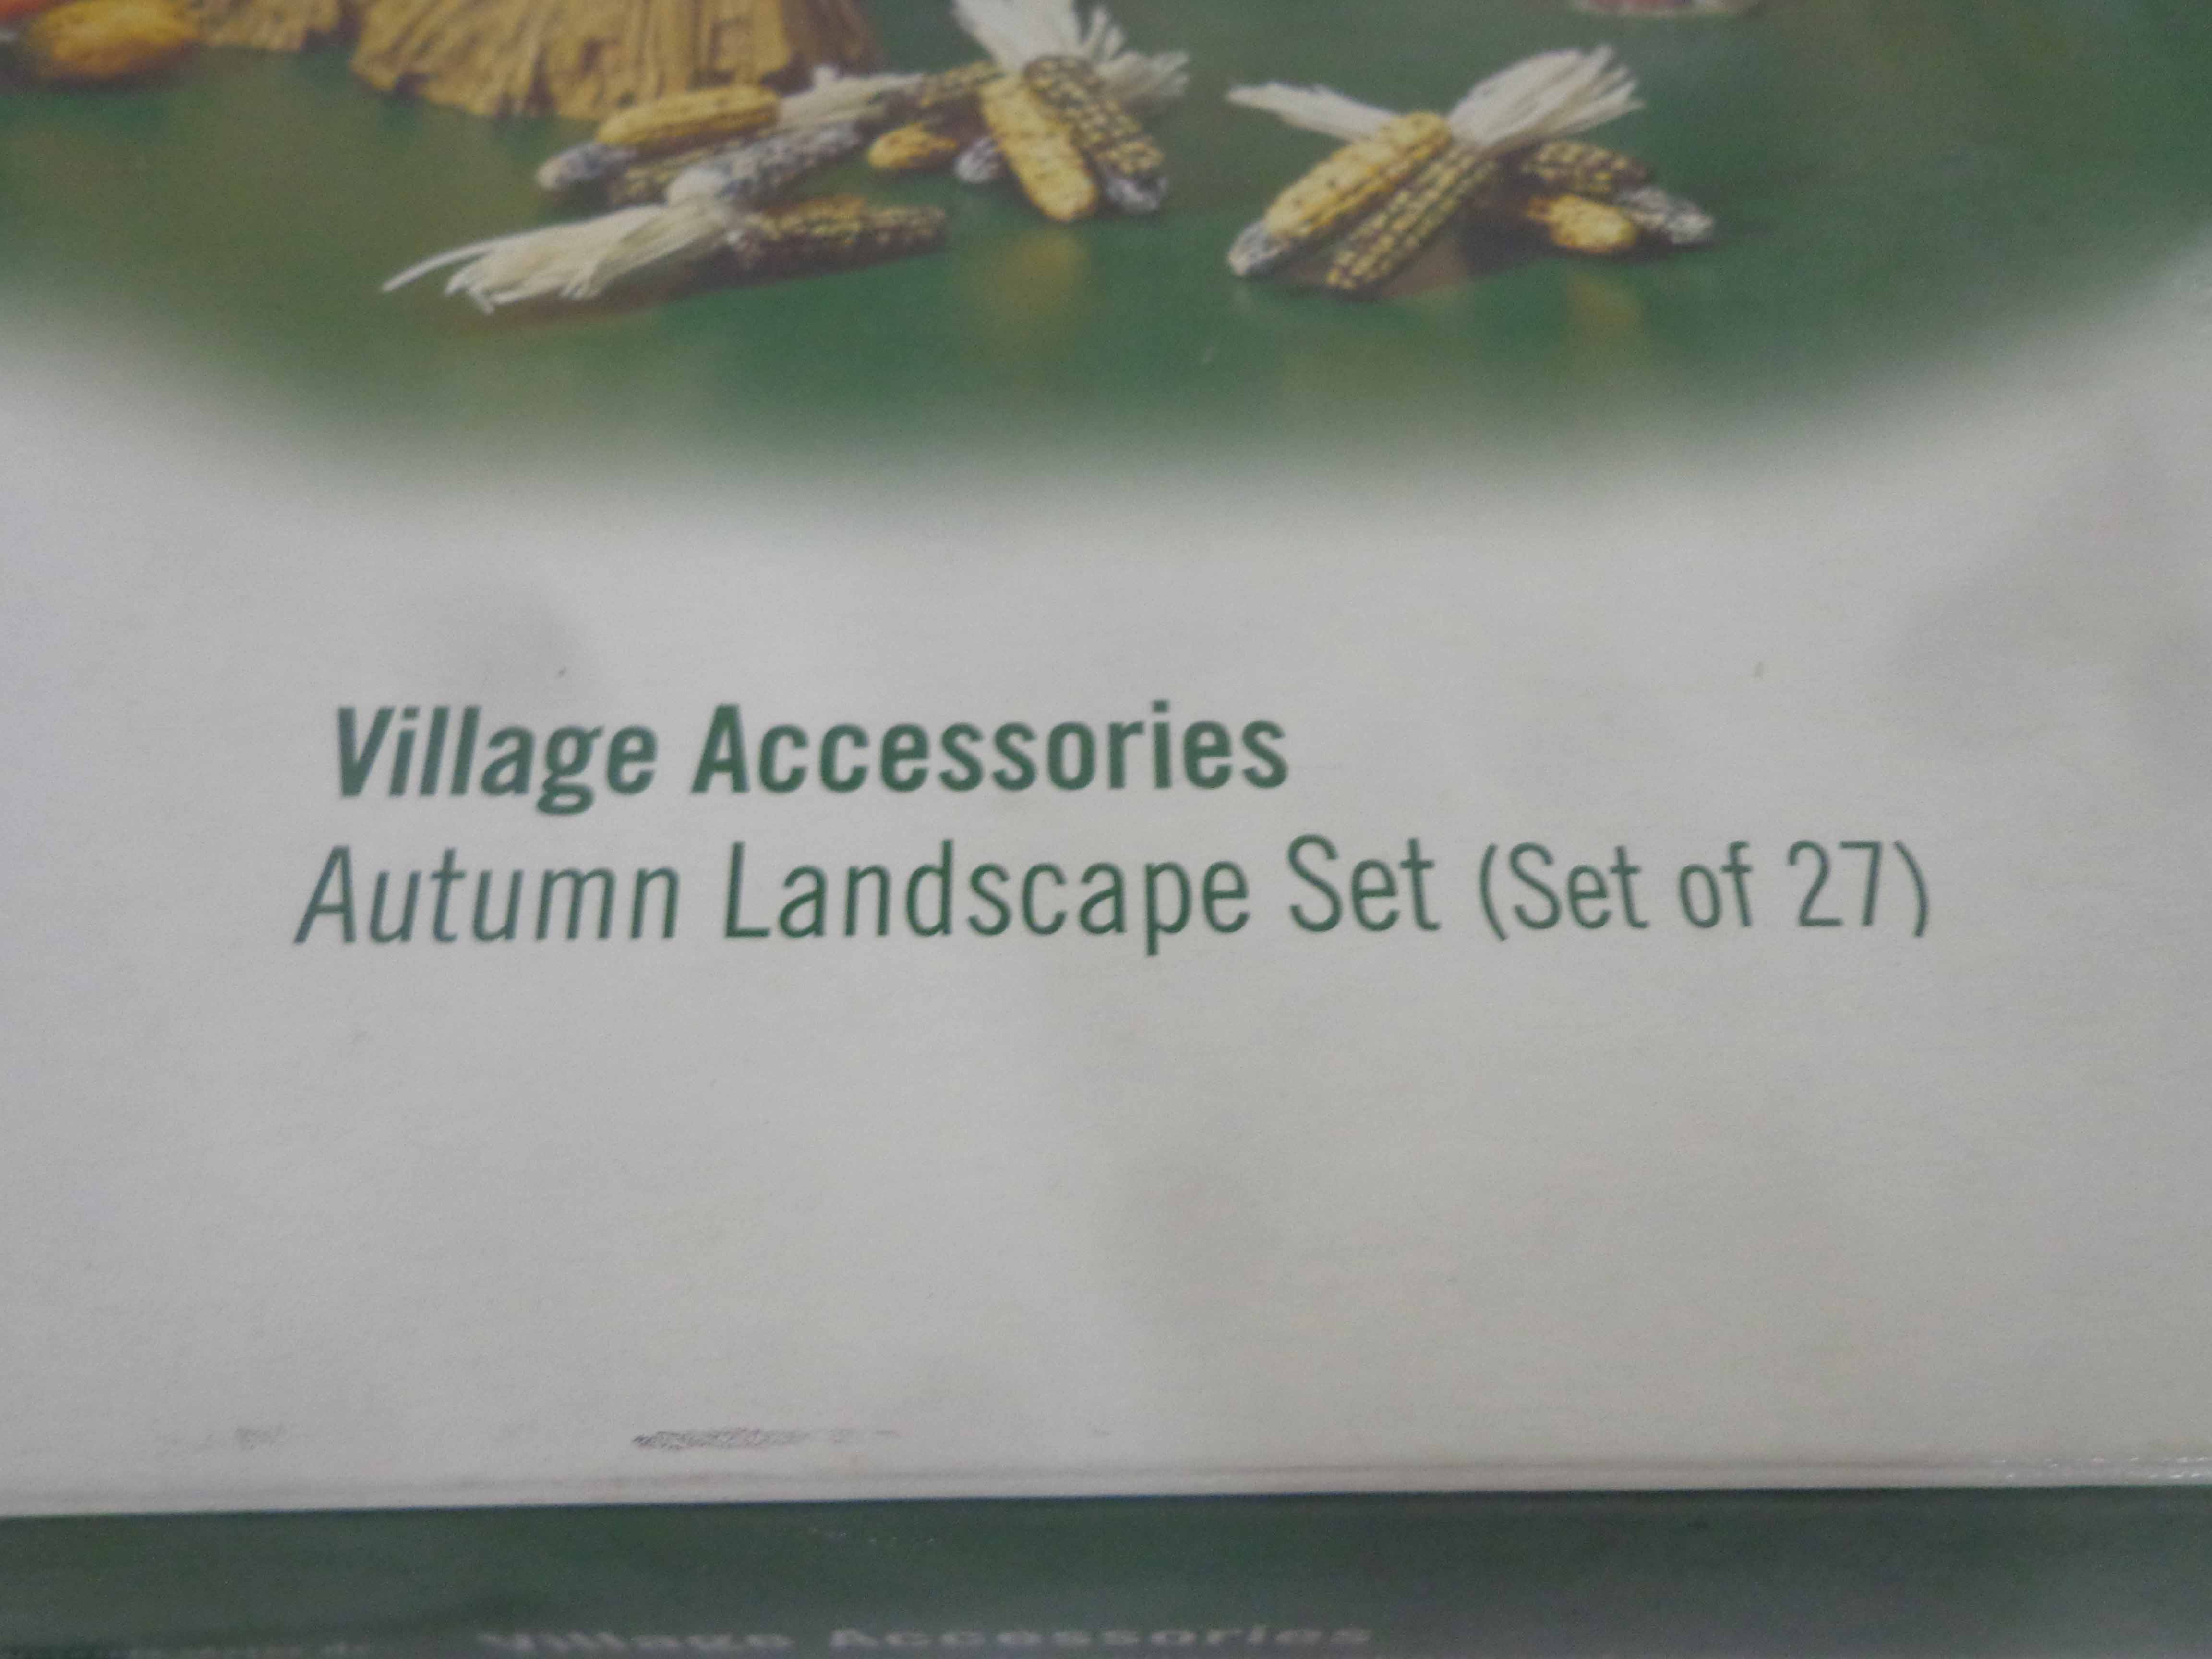 Village Accessories
Autumn Landscape Set (Set of 27)
Village Accessories